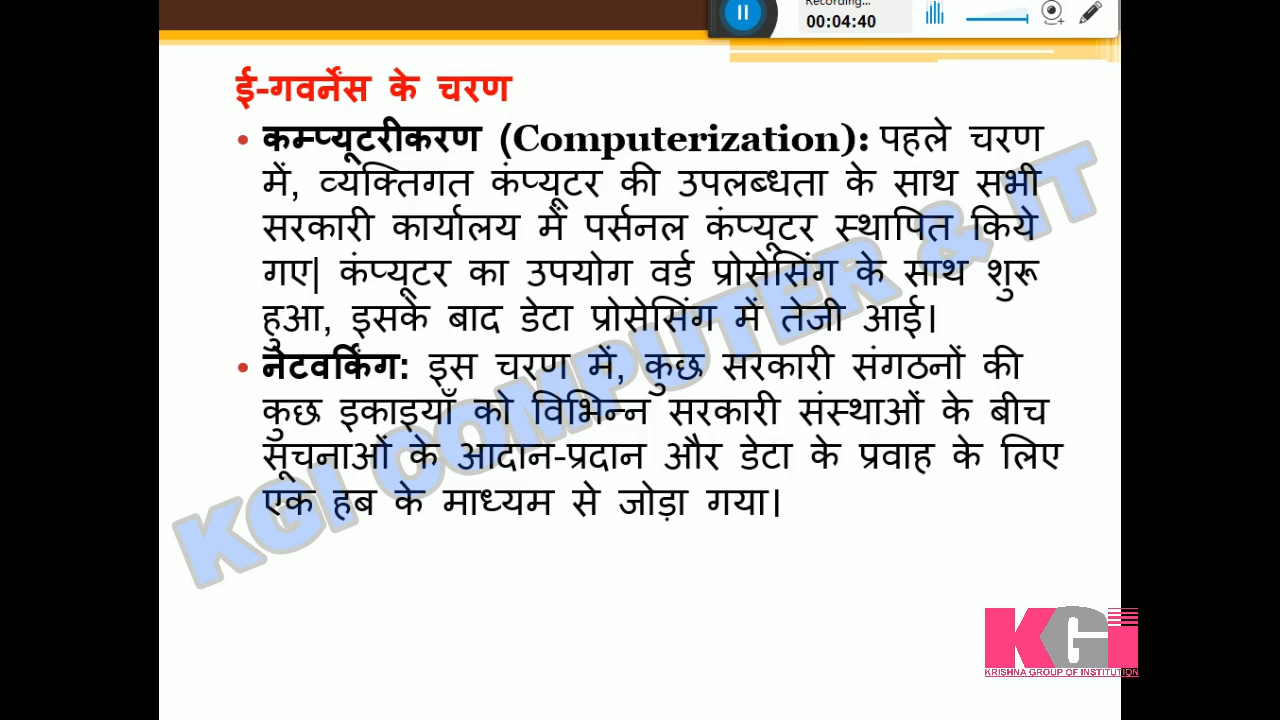 Recording...
00:04:40
ई-गवर्नेंस के चरण
• कम्प्यूटरीकरण (Computerization): पहले चरण
में, व्यक्तिगत कंप्यूटर की उपलब्धता के साथ सभी
सरकारी कार्यालय में पर्सनल कंप्यूटर स्थापित किये
गए| कंप्यूटर का उपयोग वर्ड प्रोसेसिंग के साथ शुरू
हुआ, इसके बाद डेटा प्रोसेसिंग में तेजी आई।
• नेटवर्किंग: इस चरण में, कुछ सरकारी संगठनों की
कुछ इकाइयाँ को विभिन्न सरकारी संस्थाओं के बीच
सूचनाओं के आदान-प्रदान और डेटा के प्रवाह के लिए
एक हब के माध्यम से जोड़ा गया।
KGI COMPUTER & IT
KGI
KRISHNA GROUP OF INSTITUTION